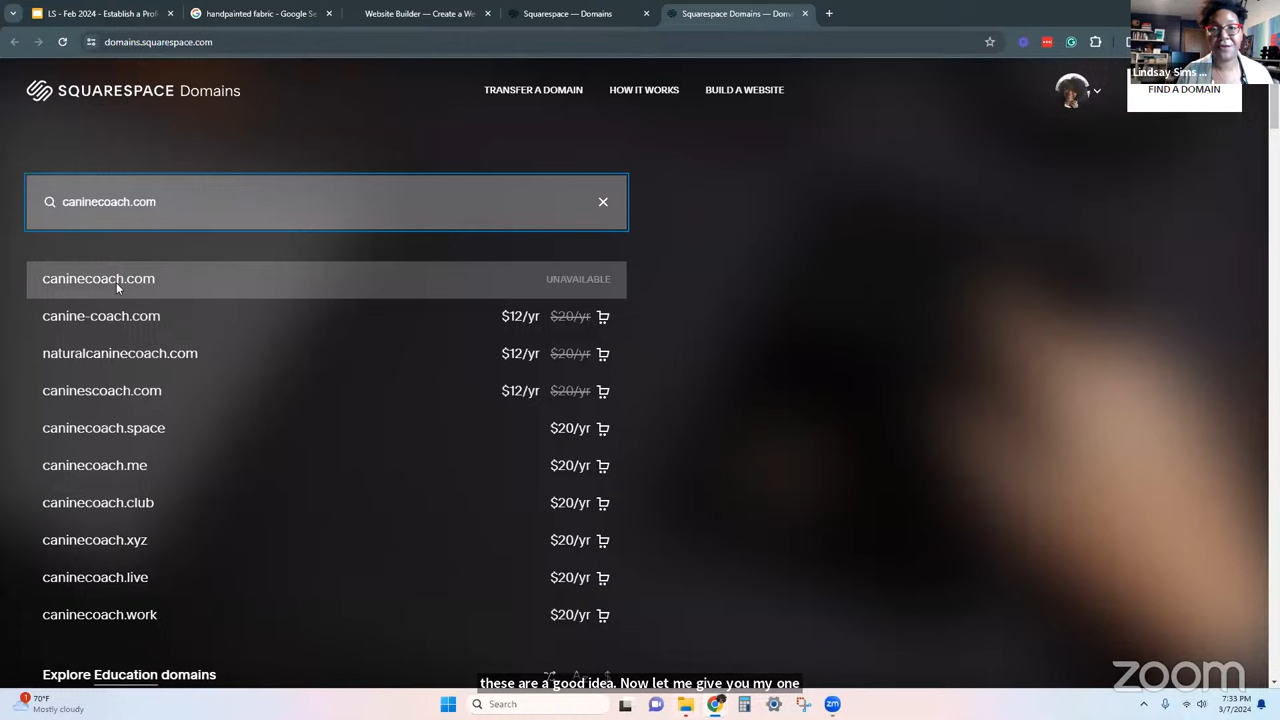 LS - Feb 2024 - Establish a Prof
handpainted fabric - Google Se
Website Builder — Create a We
Squarespace — Domains
Squarespace Domains — Doma
domains.squarespace.com
Lindsay Sims ...
SQUARESPACE Domains
TRANSFER A DOMAIN
HOW IT WORKS
BUILD A WEBSITE
FIND A DOMAIN
caninecoach.com
caninecoach.com UNAVAILABLE
canine-coach.com $12/yr $20/yr
naturalcaninecoach.com $12/yr $20/yr
caninescoach.com $12/yr $20/yr
caninecoach.space $20/yr
caninecoach.me $20/yr
caninecoach.club $20/yr
caninecoach.xyz $20/yr
caninecoach.live $20/yr
caninecoach.work $20/yr
Explore Education domains
these are a good idea. Now let me give you my one
zoom
1
70°F
Mostly cloudy
Search
zm
7:33 PM
3/7/2024